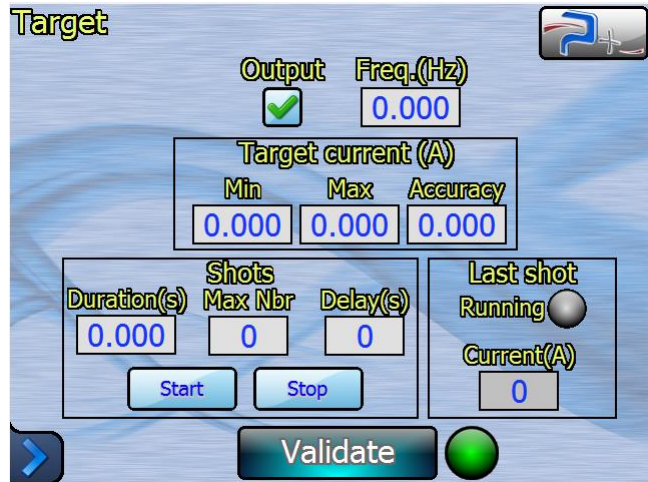 Target
Output Freq.(Hz)
0.000
Target current (A)
Min Max Accuracy
0.000 0.000 0.000
Shots
Duration(s) Max Nbr Delay(s)
0.000 0 0
Start Stop
Last shot
Running
Current(A)
0
Validate